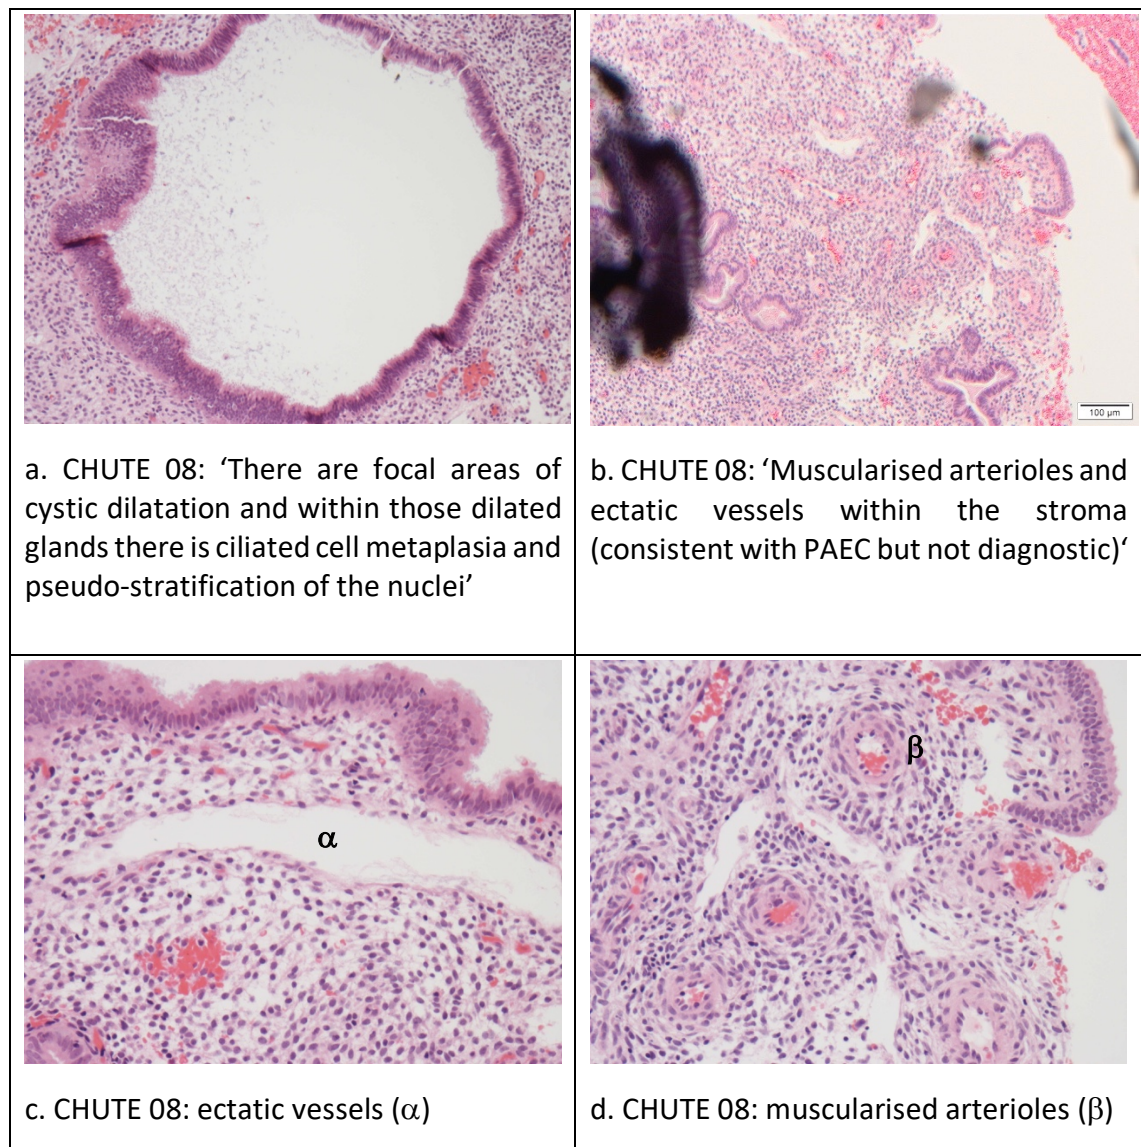 100 µm
a. CHUTE 08: ‘There are focal areas of
cystic dilatation and within those dilated
glands there is ciliated cell metaplasia and
pseudo-stratification of the nuclei’
b. CHUTE 08: ‘Muscularised arterioles and
ectatic vessels within the stroma
(consistent with PAEC but not diagnostic)‘
α
β
c. CHUTE 08: ectatic vessels (α)
d. CHUTE 08: muscularised arterioles (β)